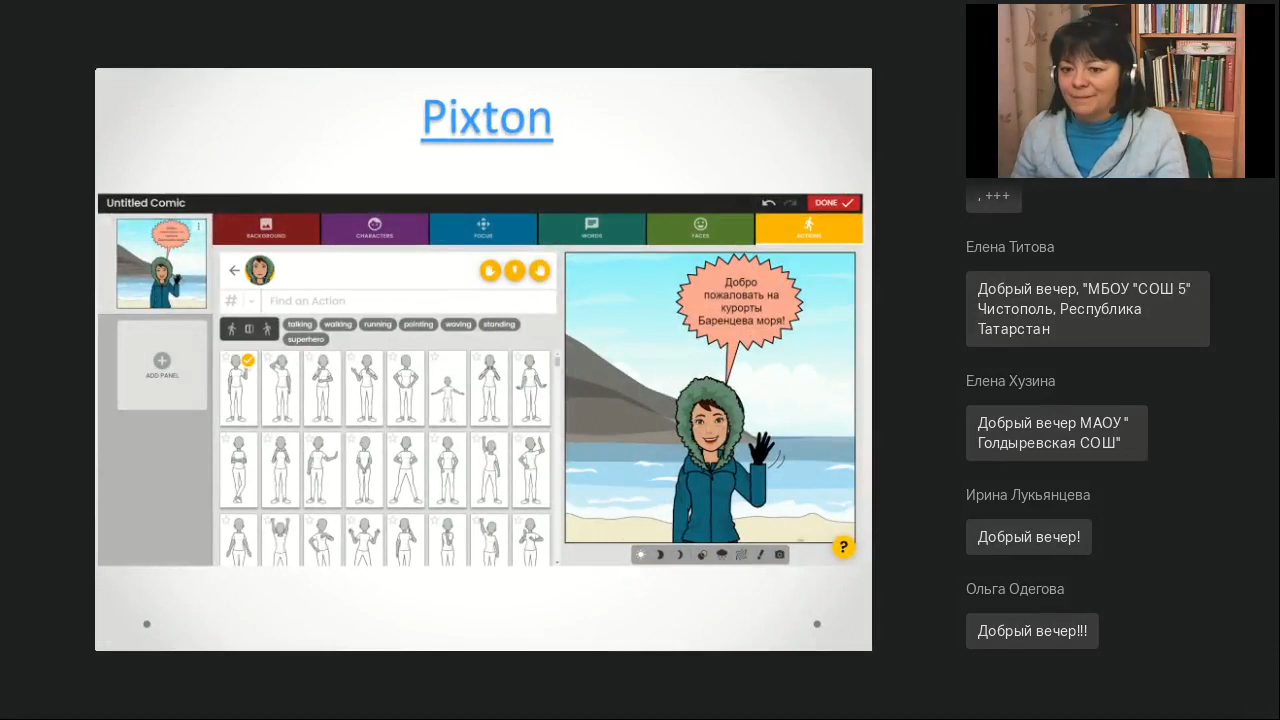 Pixton
Untitled Comic
DONE
BACKGROUND
CHARACTERS
FOCUS
WORDS
FACES
ACTIONS
# Find an Action
talking walking running pointing waving standing
superhero
ADD PANEL
Добро
пожаловать на
курорты
Баренцева моря!
?
, +++
Елена Титова
Добрый вечер, "МБОУ "СОШ 5"
Чистополь, Республика
Татарстан
Елена Хузина
Добрый вечер МАОУ "
Голдыревская СОШ"
Ирина Лукьянцева
Добрый вечер!
Ольга Одегова
Добрый вечер!!!